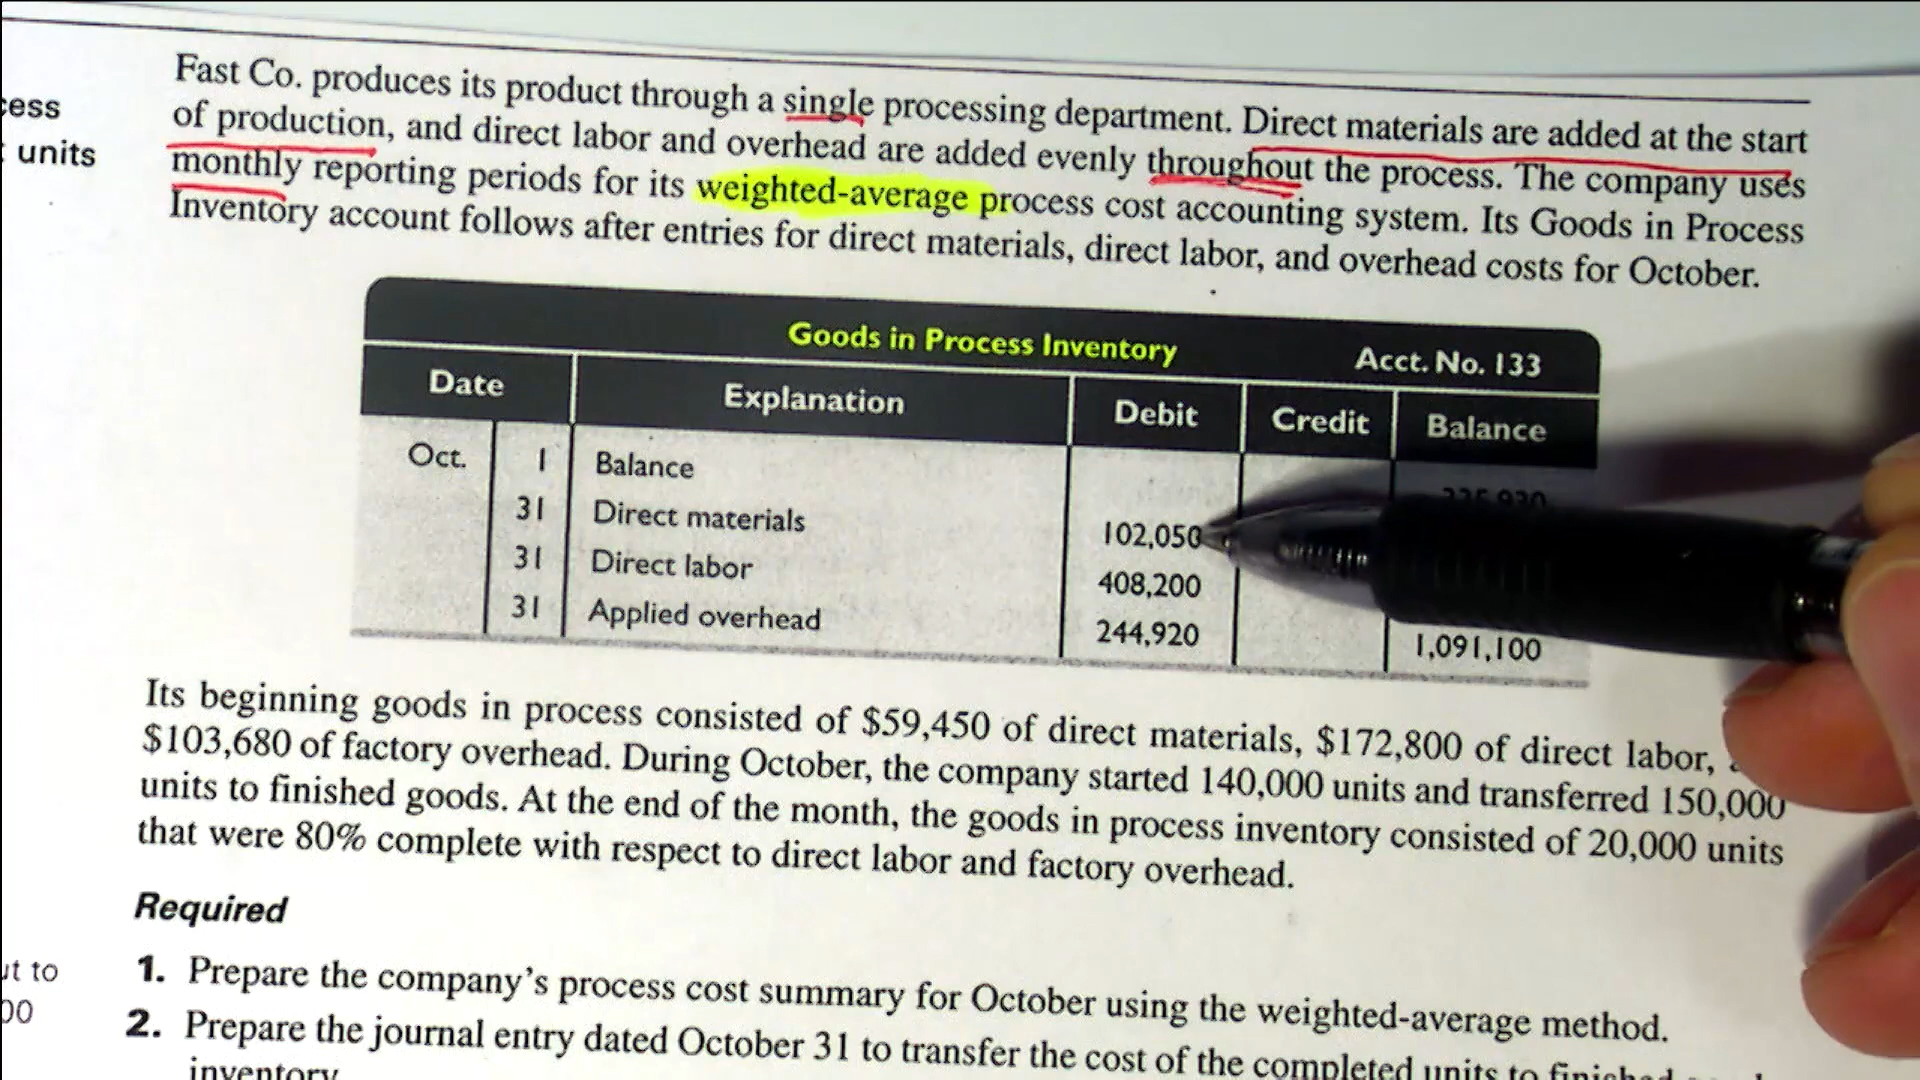 Fast Co. produces its product through a single processing department. Direct materials are added at the start
of production, and direct labor and overhead are added evenly throughout the process. The company uses
monthly reporting periods for its weighted-average process cost accounting system. Its Goods in Process
Inventory account follows after entries for direct materials, direct labor, and overhead costs for October.
cess
units
Goods in Process Inventory Acct. No. 133
Date Explanation Debit Credit Balance
Oct. 1 Balance
31 Direct materials 102,050
31 Direct labor 408,200
31 Applied overhead 244,920 1,091,100
Its beginning goods in process consisted of $59,450 of direct materials, $172,800 of direct labor,
$103,680 of factory overhead. During October, the company started 140,000 units and transferred 150,000
units to finished goods. At the end of the month, the goods in process inventory consisted of 20,000 units
that were 80% complete with respect to direct labor and factory overhead.
Required
1. Prepare the company's process cost summary for October using the weighted-average method.
2. Prepare the journal entry dated October 31 to transfer the cost of the completed units to
inventory.
ut to
00